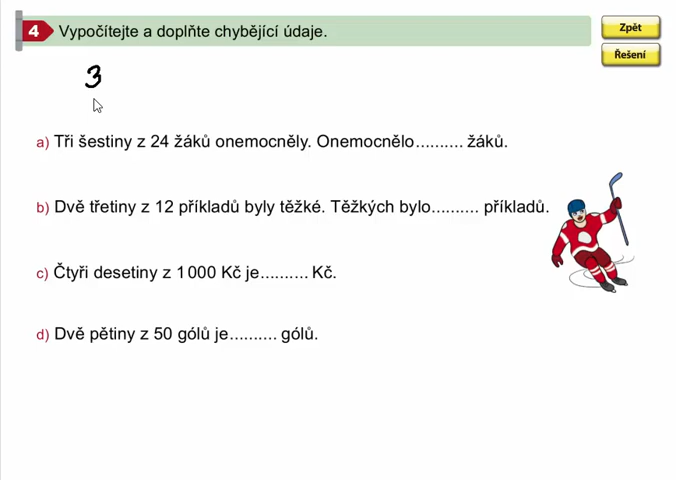 4 Vypočítejte a doplňte chybějící údaje.
Zpět
Řešení
3
a) Tři šestiny z 24 žáků onemocněly. Onemocnělo.......... žáků.
b) Dvě třetiny z 12 příkladů byly těžké. Těžkých bylo.......... příkladů.
c) Čtyři desetiny z 1 000 Kč je.......... Kč.
d) Dvě pětiny z 50 gólů je.......... gólů.